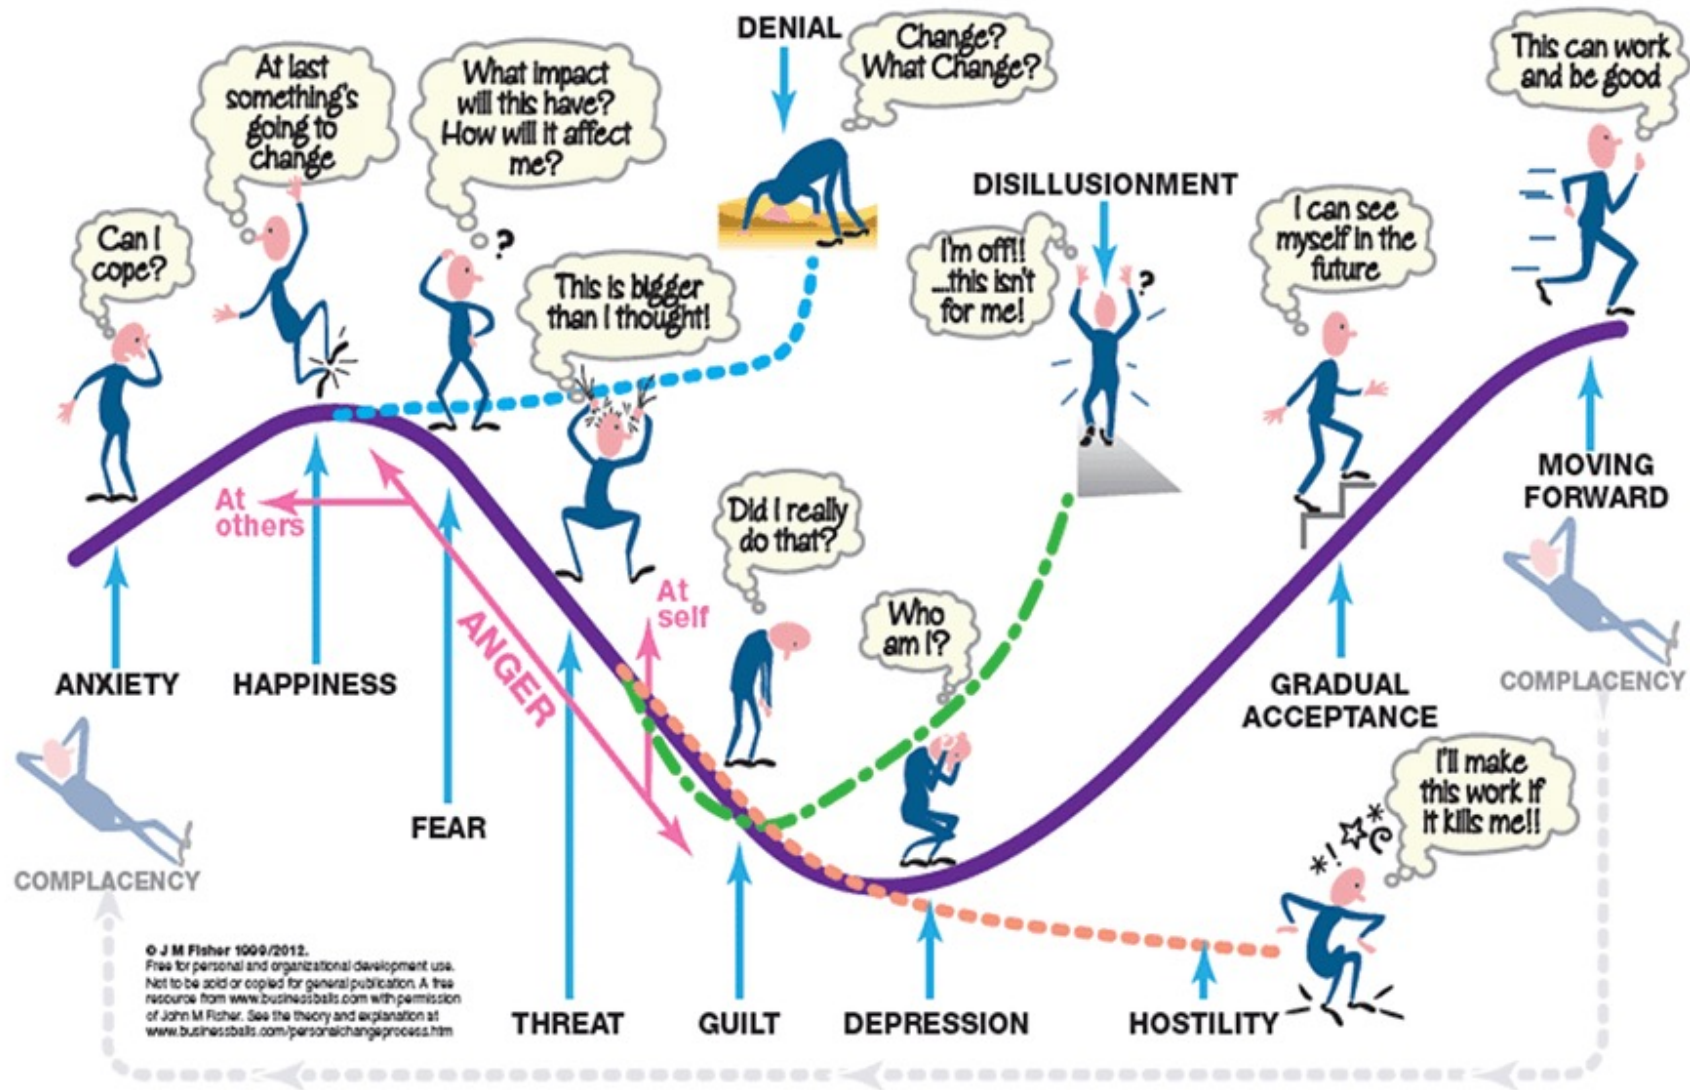 DENIAL
Change?
What Change?
This can work
and be good
At last
something's
going to
change
What impact
will this have?
How will it affect
me?
?
Can I
cope?
This is bigger
than I thought!
DISILLUSIONMENT
I'm off!!
....this isn't
for me!
?
I can see
myself in the
future
MOVING
FORWARD
At
others
Did I really
do that?
At
self
ANGER
Who
am I?
ANXIETY
HAPPINESS
GRADUAL
ACCEPTANCE
COMPLACENCY
FEAR
I'll make
this work if
it kills me!!
*!
*
COMPLACENCY
© J M Fisher 1999/2012.
Free for personal and organizational development use.
Not to be sold or copied for general publication. A free
resource from www.businessballs.com with permission
of John M Fisher. See the theory and explanation at
www.businessballs.com/personalchangeprocess.htm
THREAT
GUILT
DEPRESSION
HOSTILITY